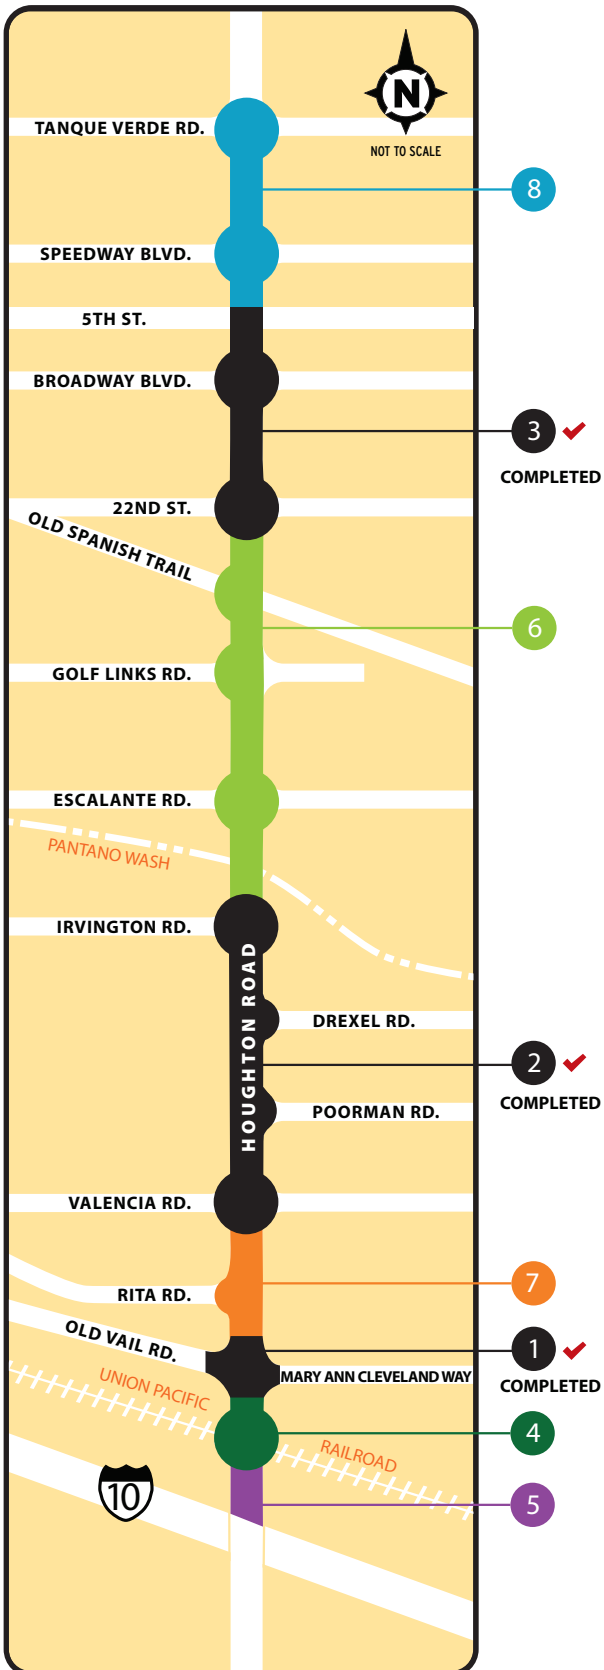 N
NOT TO SCALE
TANQUE VERDE RD.
8
SPEEDWAY BLVD.
5TH ST.
BROADWAY BLVD.
3
COMPLETED
22ND ST.
OLD SPANISH TRAIL
6
GOLF LINKS RD.
ESCALANTE RD.
PANTANO WASH
IRVINGTON RD.
HOUGHTON ROAD
DREXEL RD.
2
COMPLETED
POORMAN RD.
VALENCIA RD.
7
RITA RD.
OLD VAIL RD.
1
MARY ANN CLEVELAND WAY
COMPLETED
UNION PACIFIC
RAILROAD
4
10
5